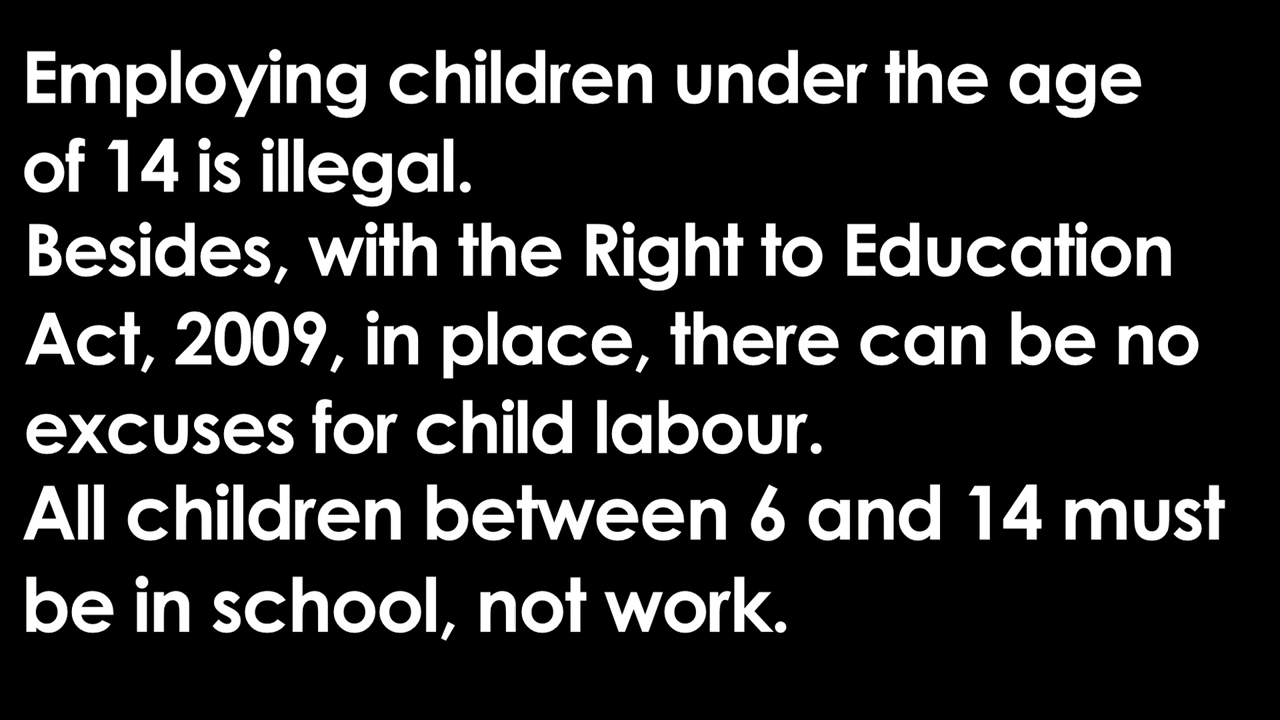 Employing children under the age
of 14 is illegal.
Besides, with the Right to Education
Act, 2009, in place, there can be no
excuses for child labour.
All children between 6 and 14 must
be in school, not work.